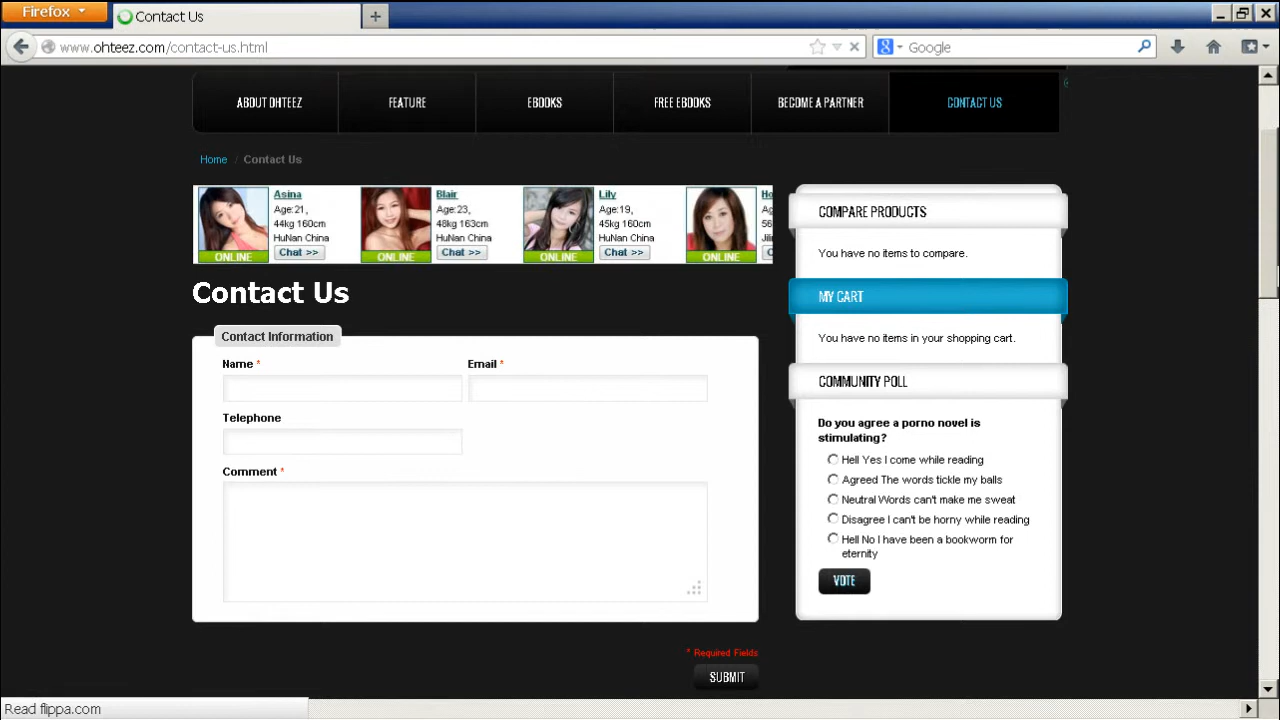 Firefox
Contact Us
www.ohteez.com/contact-us.html
Google
ABOUT OHTEEZ
FEATURE
EBOOKS
FREE EBOOKS
BECOME A PARTNER
CONTACT US
Home / Contact Us
Asina
Age:21,
44kg 160cm
HuNan China
Chat >>
ONLINE
Blair
Age:23,
48kg 163cm
HuNan China
Chat >>
ONLINE
Lily
Age:19,
45kg 160cm
HuNan China
Chat >>
ONLINE
Ho
Ag
56
Jili
C
ONLINE
Contact Us
Contact Information
Name *
Email *
Telephone
Comment *
* Required Fields
SUBMIT
COMPARE PRODUCTS
You have no items to compare.
MY CART
You have no items in your shopping cart.
COMMUNITY POLL
Do you agree a porno novel is
stimulating?
Hell Yes I come while reading
Agreed The words tickle my balls
Neutral Words can't make me sweat
Disagree I can't be horny while reading
Hell No I have been a bookworm for
eternity
VOTE
Read flippa.com